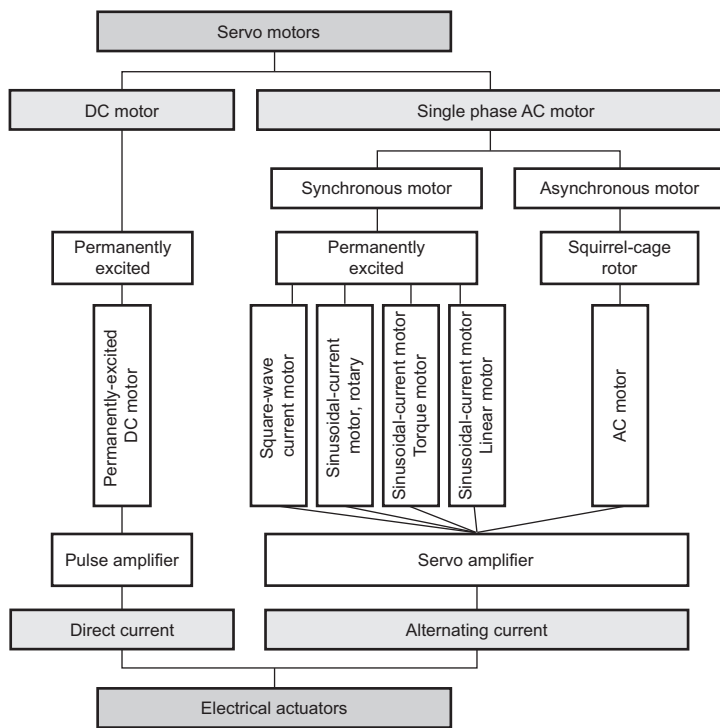 Servo motors
DC motor
Single phase AC motor
Synchronous motor
Asynchronous motor
Permanently
excited
Permanently
excited
Squirrel-cage
rotor
Permanently-excited
DC motor
Square-wave
current motor
Sinusoidal-current
motor, rotary
Sinusoidal-current motor
Torque motor
Sinusoidal-current motor
Linear motor
AC motor
Pulse amplifier
Servo amplifier
Direct current
Alternating current
Electrical actuators